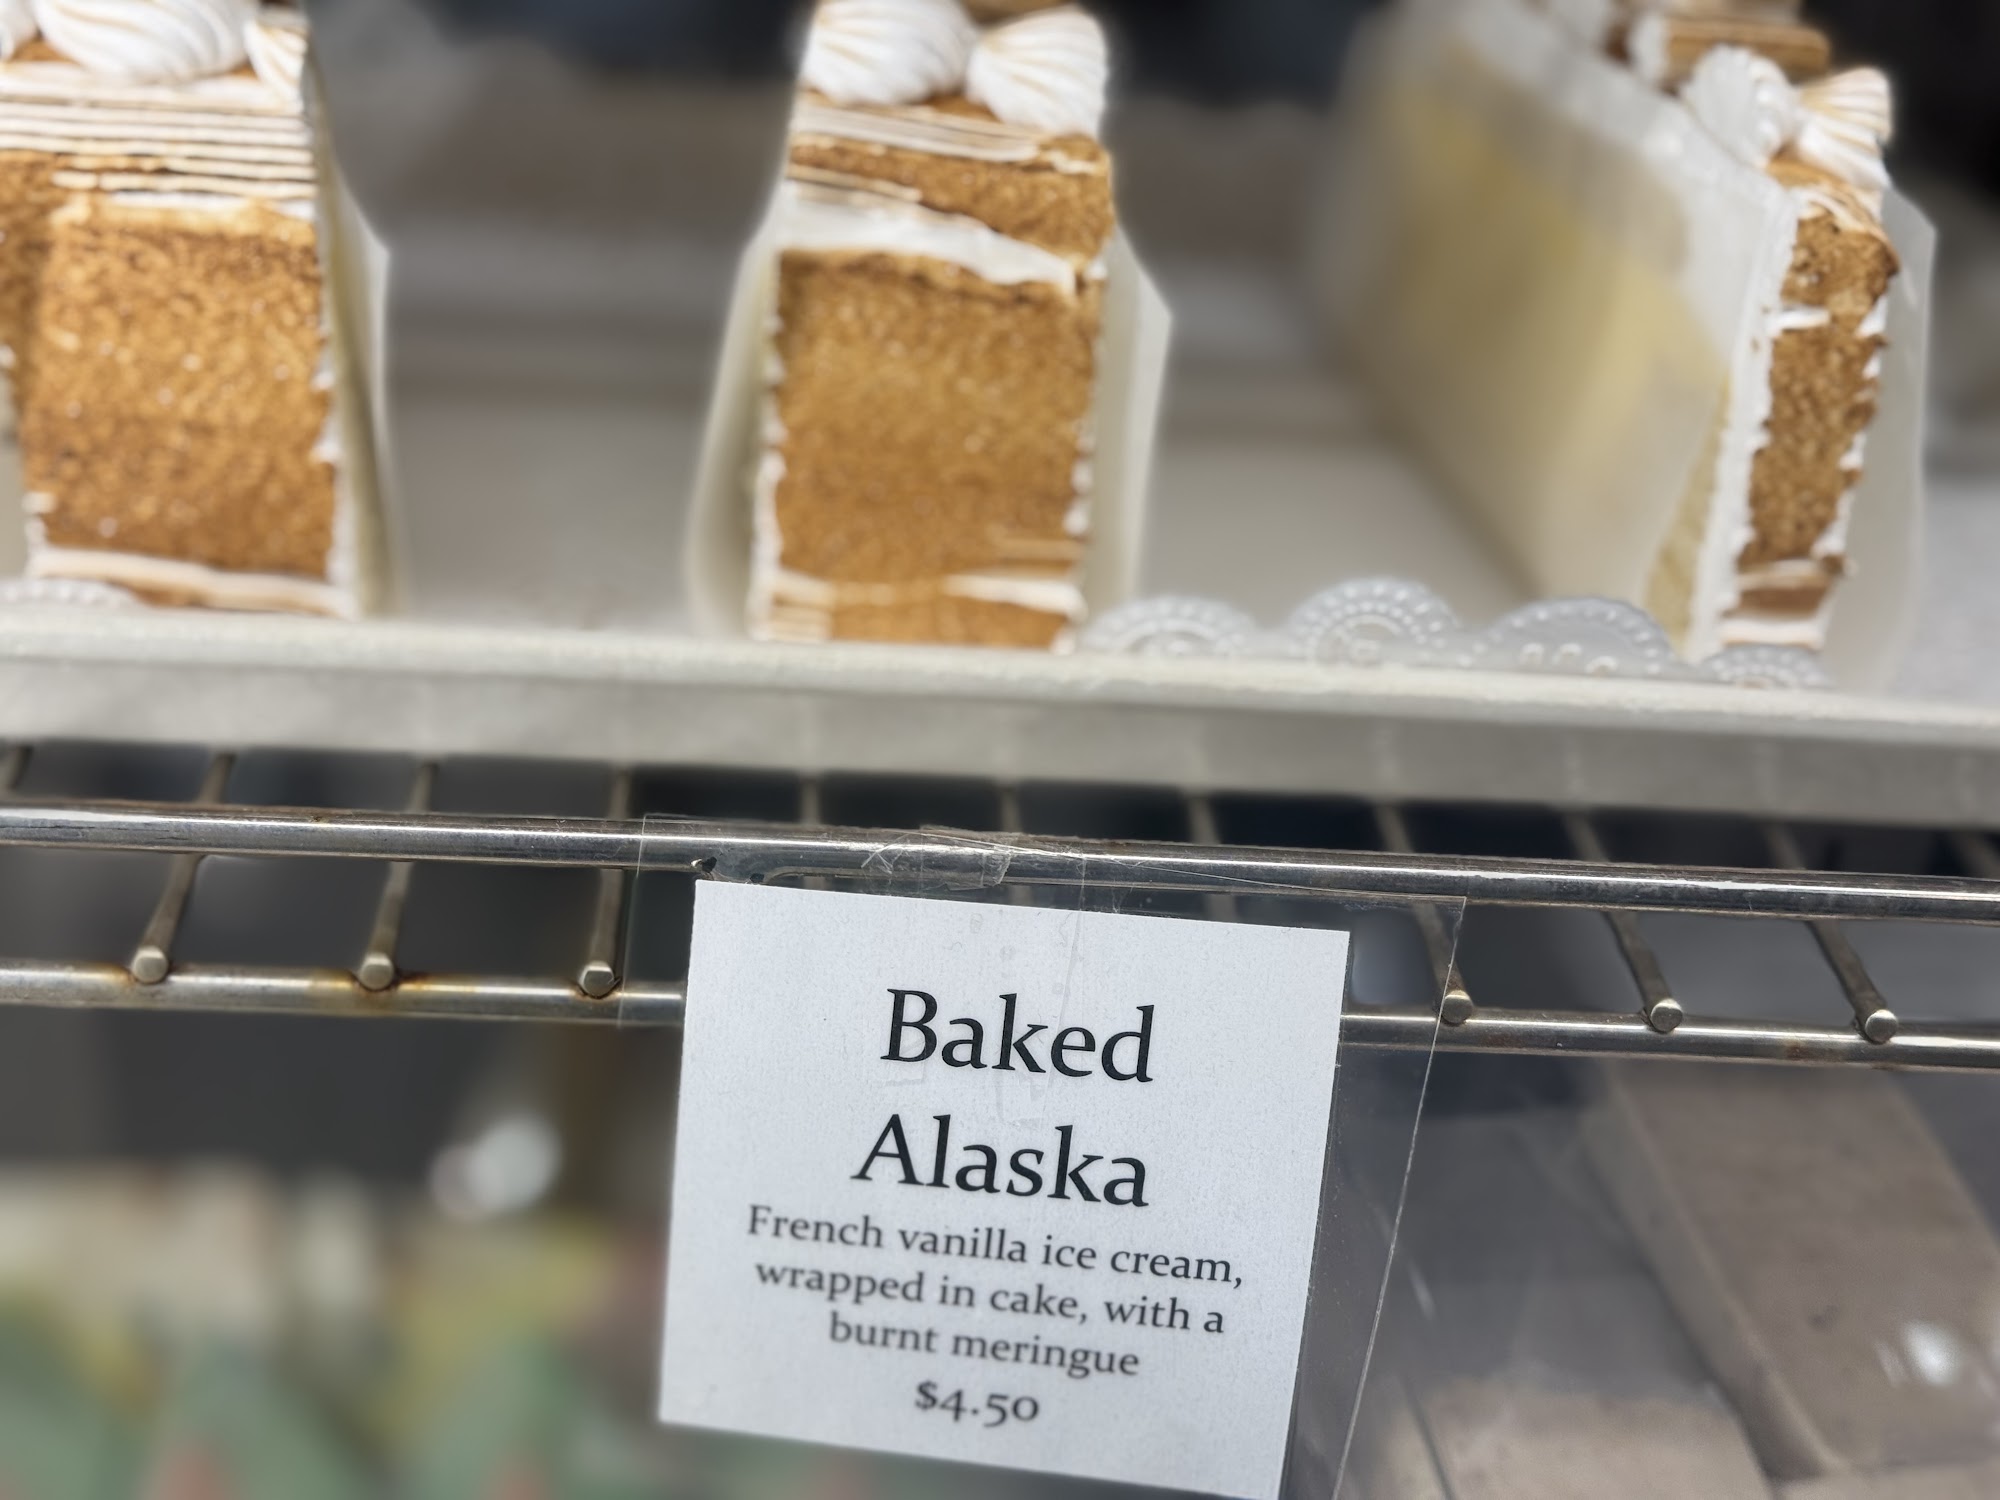 Baked
Alaska
French vanilla ice cream,
wrapped in cake, with a
burnt meringue
$4.50